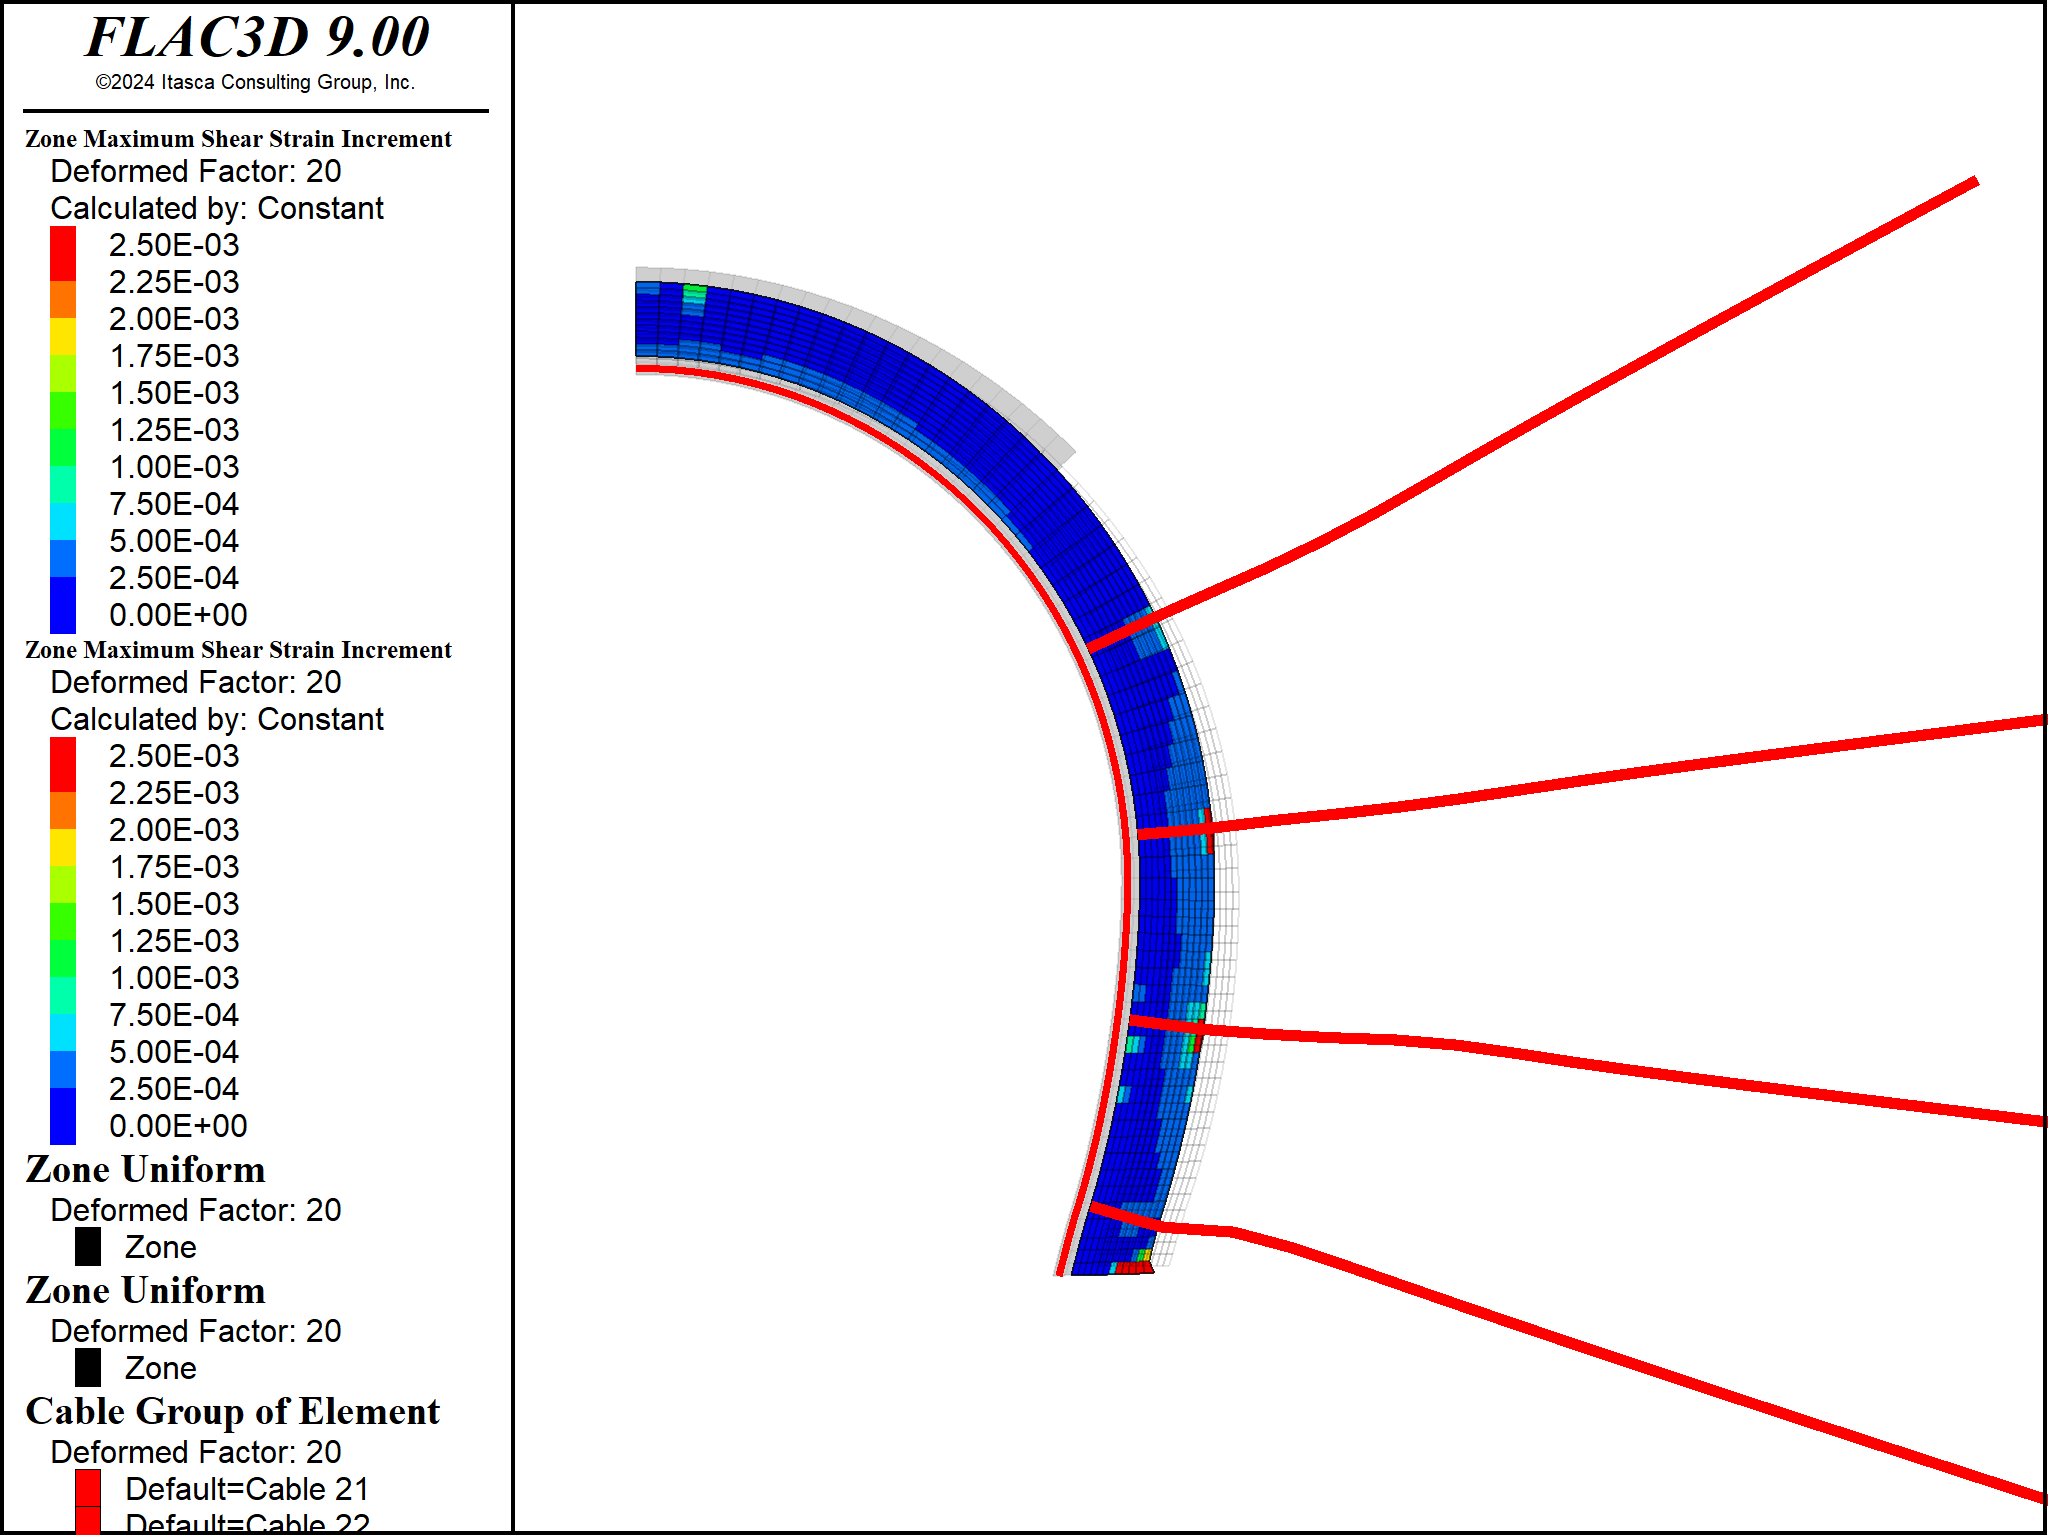 FLAC3D 9.00
©2024 Itasca Consulting Group, Inc.
Zone Maximum Shear Strain Increment
Deformed Factor: 20
Calculated by: Constant
2.50E-03
2.25E-03
2.00E-03
1.75E-03
1.50E-03
1.25E-03
1.00E-03
7.50E-04
5.00E-04
2.50E-04
0.00E+00
Zone Maximum Shear Strain Increment
Deformed Factor: 20
Calculated by: Constant
2.50E-03
2.25E-03
2.00E-03
1.75E-03
1.50E-03
1.25E-03
1.00E-03
7.50E-04
5.00E-04
2.50E-04
0.00E+00
Zone Uniform
Deformed Factor: 20
Zone
Zone Uniform
Deformed Factor: 20
Zone
Cable Group of Element
Deformed Factor: 20
Default=Cable 21
Default=Cable 22